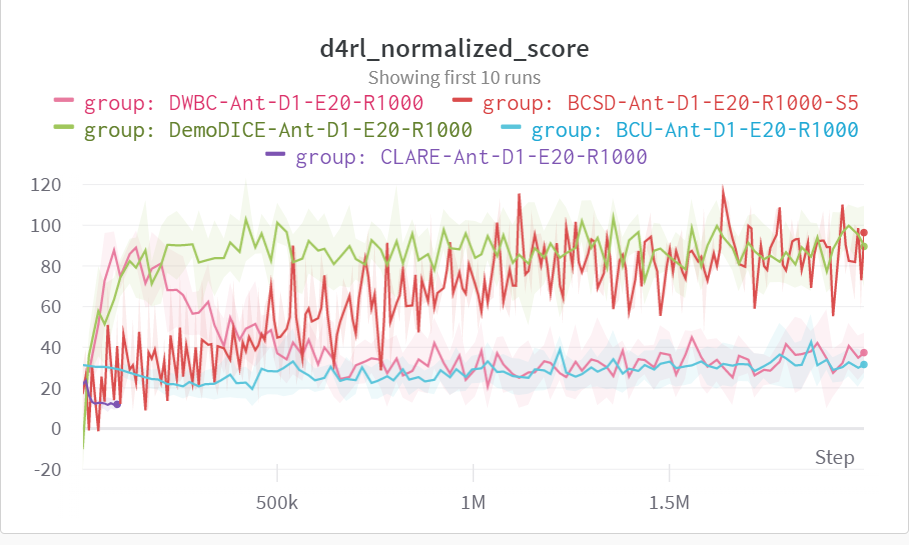 d4rl_normalized_score
Showing first 10 runs
group: DWBC-Ant-D1-E20-R1000 group: BCSD-Ant-D1-E20-R1000-S5
group: DemoDICE-Ant-D1-E20-R1000 group: BCU-Ant-D1-E20-R1000
group: CLARE-Ant-D1-E20-R1000
120
100
80
60
40
20
0
-20
Step
500k 1M 1.5M